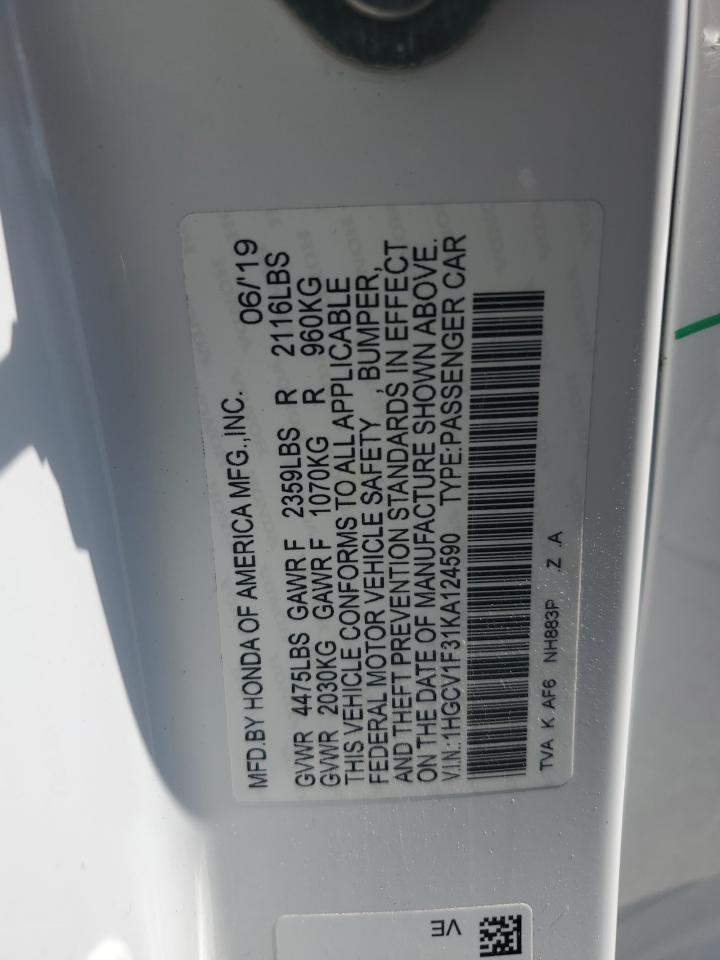 MFD.BY HONDA OF AMERICA MFG.,INC. 06/'19
GVWR 4475LBS GAWR F 2359LBS R 2116LBS
GVWR 2030KG GAWR F 1070KG R 960KG
THIS VEHICLE CONFORMS TO ALL APPLICABLE
FEDERAL MOTOR VEHICLE SAFETY , BUMPER,
AND THEFT PREVENTION STANDARDS IN EFFECT
ON THE DATE OF MANUFACTURE SHOWN ABOVE.
V.I.N.:1HGCV1F31KA124590 TYPE:PASSENGER CAR
TVA K AF6 NH883P Z .A
VE